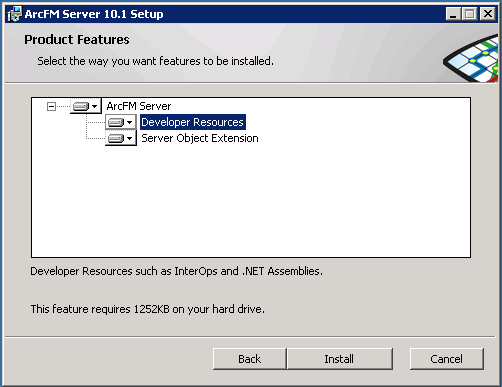 ArcFM Server 10.1 Setup
Product Features
Select the way you want features to be installed.
ArcFM Server
Developer Resources
Server Object Extension
Developer Resources such as InterOps and .NET Assemblies.
This feature requires 1252KB on your hard drive.
Back Install Cancel